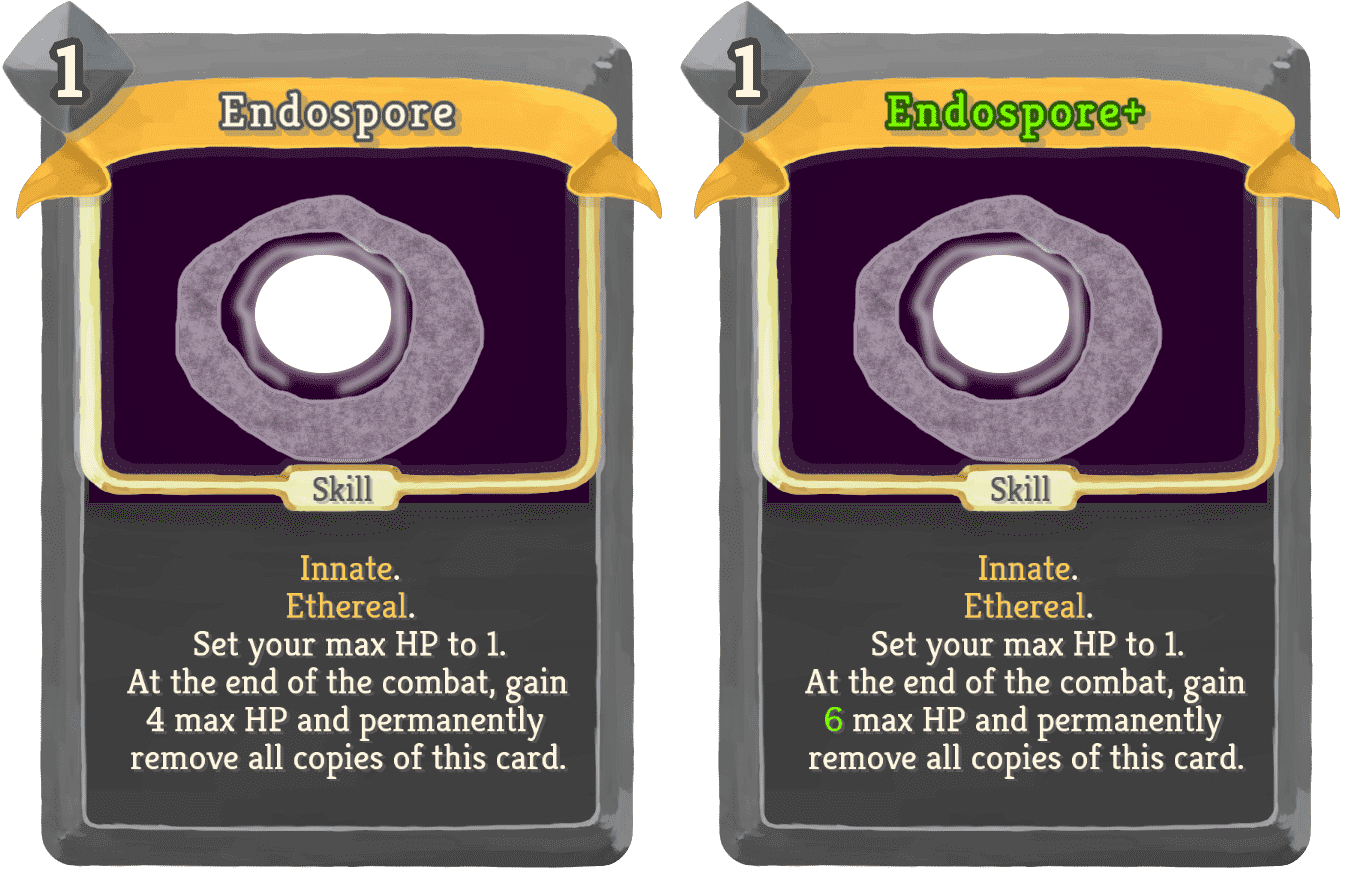 1
Endospore
Skill
Innate.
Ethereal.
Set your max HP to 1.
At the end of the combat, gain
4 max HP and permanently
remove all copies of this card.
1
Endospore+
Skill
Innate.
Ethereal.
Set your max HP to 1.
At the end of the combat, gain
6 max HP and permanently
remove all copies of this card.